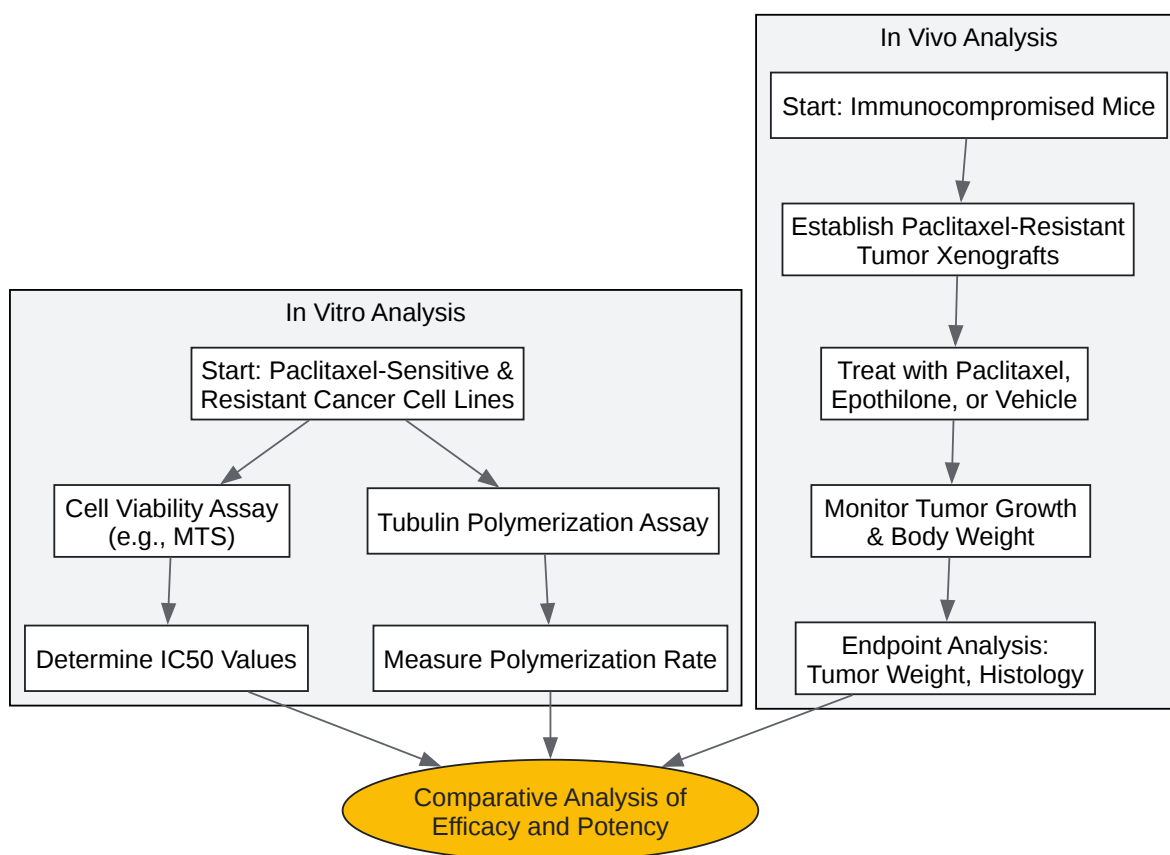 In Vivo Analysis
Start: Immunocompromised Mice
Establish Paclitaxel-Resistant
Tumor Xenografts
Treat with Paclitaxel,
Epothilone, or Vehicle
Monitor Tumor Growth
& Body Weight
Endpoint Analysis:
Tumor Weight, Histology
In Vitro Analysis
Start: Paclitaxel-Sensitive &
Resistant Cancer Cell Lines
Cell Viability Assay
(e.g., MTS)
Tubulin Polymerization Assay
Determine IC50 Values
Measure Polymerization Rate
Comparative Analysis of
Efficacy and Potency